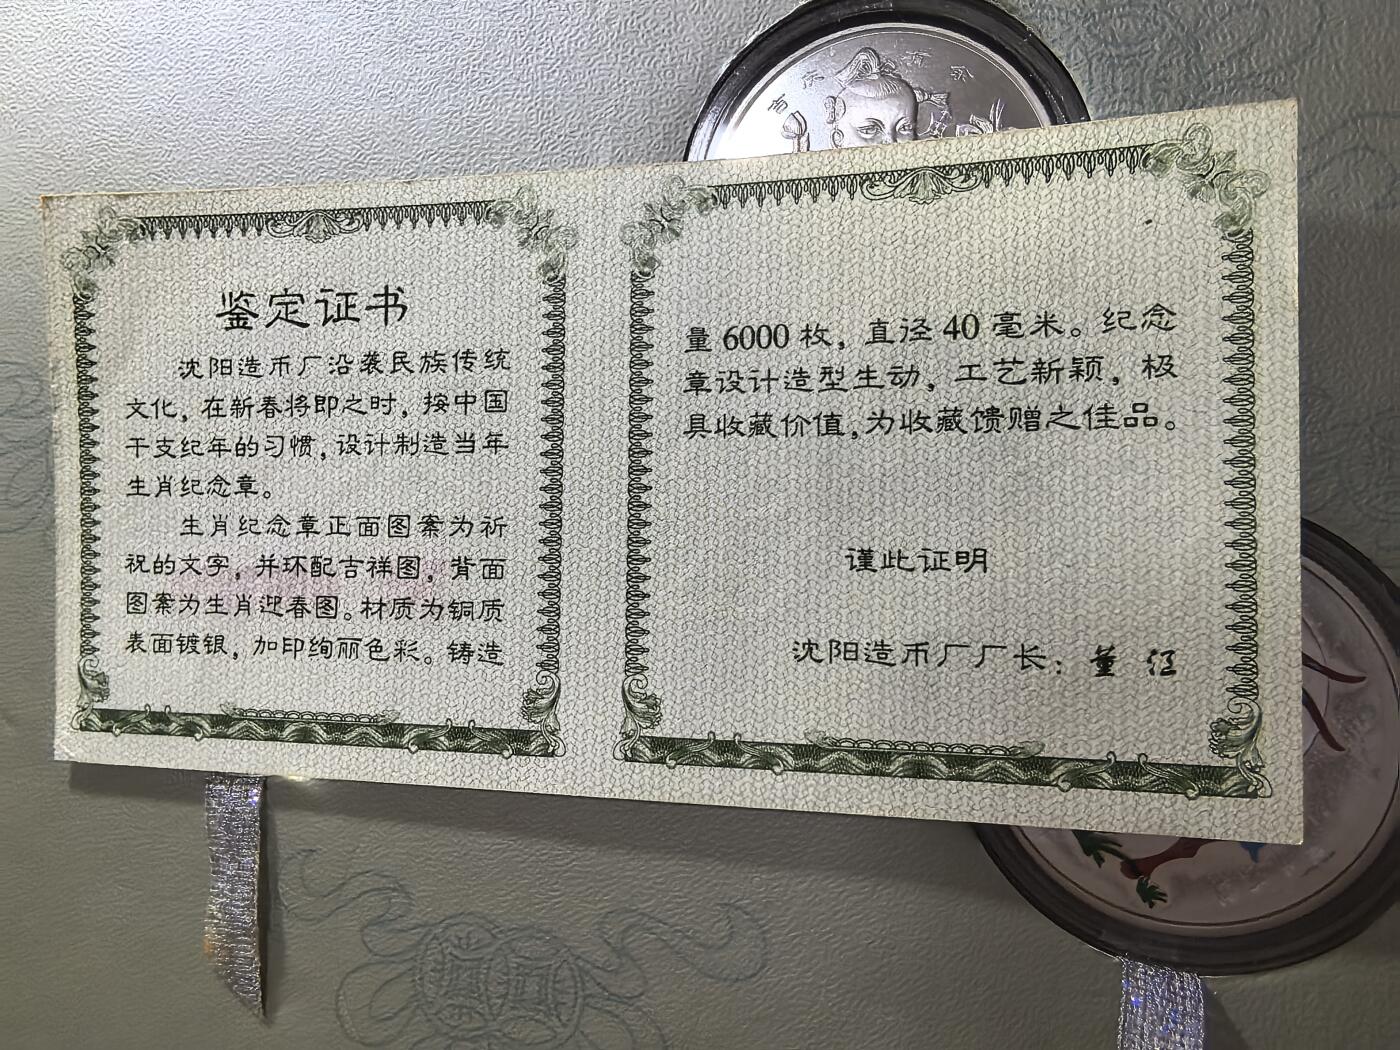 吉庆有余
鉴定证书
沈阳造币厂沿袭民族传统
文化，在新春将即之时，按中国
干支纪年的习惯，设计制造当年
生肖纪念章。
生肖纪念章正面图案为祈
祝的文字，并环配吉祥图，背面
图案为生肖迎春图。材质为铜质
表面镀银，加印绚丽色彩。铸造
量6000枚，直径40毫米。纪念
章设计造型生动，工艺新颖，极
具收藏价值，为收藏馈赠之佳品。
谨此证明
沈阳造币厂厂长：董 江